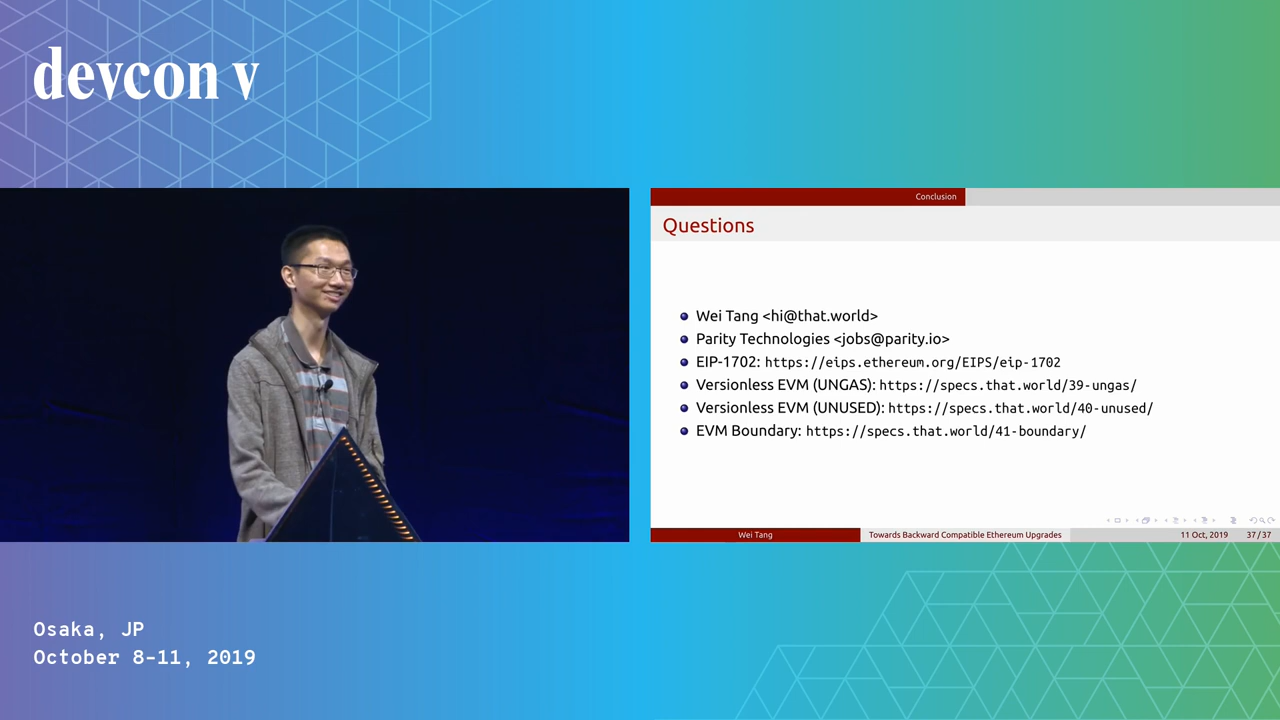 devcon v
Conclusion
Questions
Wei Tang <hi@that.world>
Parity Technologies <jobs@parity.io>
EIP-1702: https://eips.ethereum.org/EIPS/eip-1702
Versionless EVM (UNGAS): https://specs.that.world/39-ungas/
Versionless EVM (UNUSED): https://specs.that.world/40-unused/
EVM Boundary: https://specs.that.world/41-boundary/
Wei Tang
Towards Backward Compatible Ethereum Upgrades
11 Oct, 2019
37/37
Osaka, JP
October 8-11, 2019